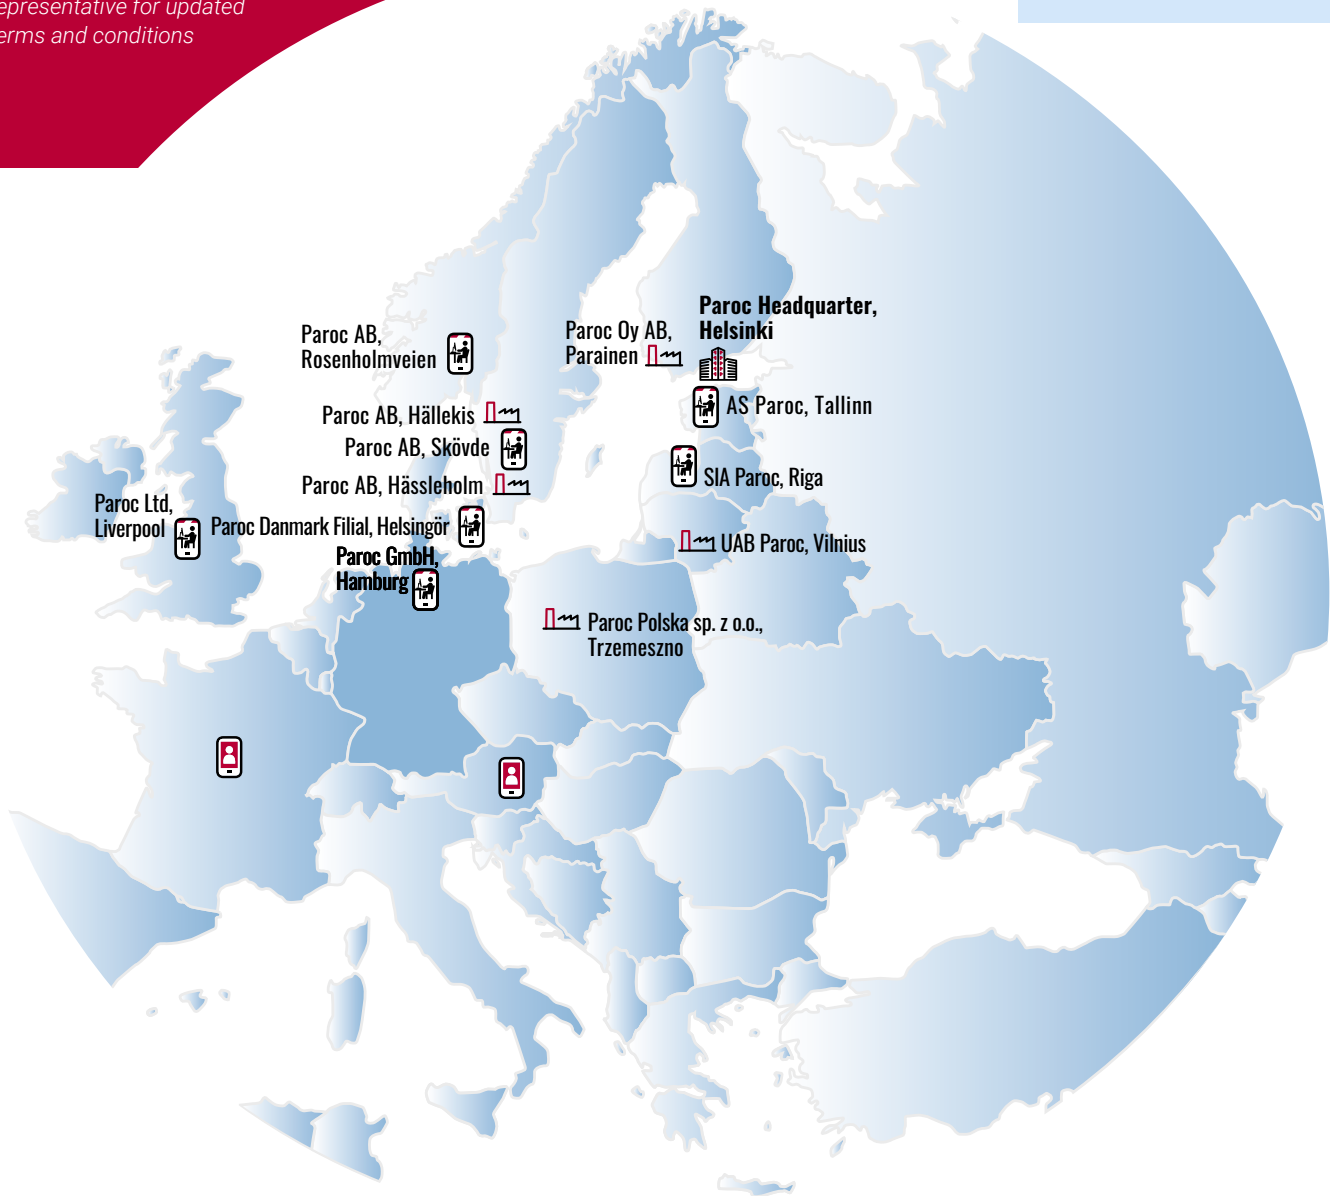 representative for updated
terms and conditions
Paroc Headquarter,
Helsinki
Paroc AB,
Rosenholmveien
Paroc Oy AB,
Parainen
AS Paroc, Tallinn
Paroc AB, Hällekis
Paroc AB, Skövde
SIA Paroc, Riga
Paroc AB, Hässleholm
Paroc Ltd,
Liverpool
Paroc Danmark Filial, Helsingör
UAB Paroc, Vilnius
Paroc GmbH,
Hamburg
Paroc Polska sp. z o.o.,
Trzemeszno